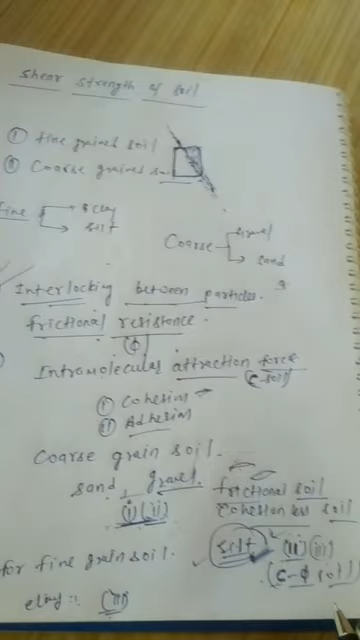 Shear Strength of Soil
① fine grained soil
② Coarse grained soil
fine → clay
→ silt
Coarse → gravel
→ sand
Interlocking between particles.
frictional resistance.
(ϕ)
Intramolecular attraction force
(C-soil)
① Cohesion →
② Adhesion
Coarse grain soil.
sand, gravel. frictional soil
(i) (ii) Cohesion less soil
for fine grain soil. silt (ii) (iii)
(C-ϕ soil)
clay:: (iii)